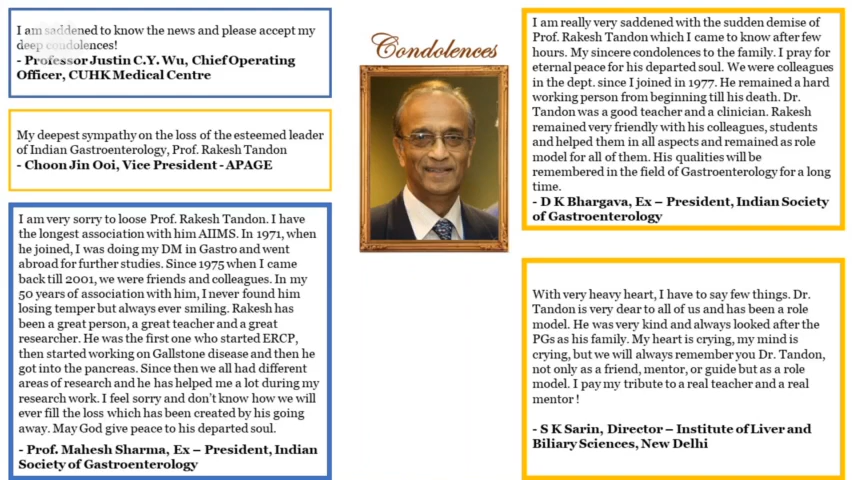 I am saddened to know the news and please accept my
deep condolences!
- Professor Justin C.Y. Wu, Chief Operating
Officer, CUHK Medical Centre
My deepest sympathy on the loss of the esteemed leader
of Indian Gastroenterology, Prof. Rakesh Tandon
- Choon Jin Ooi, Vice President - APAGE
I am very sorry to loose Prof. Rakesh Tandon. I have
the longest association with him AIIMS. In 1971, when
he joined, I was doing my DM in Gastro and went
abroad for further studies. Since 1975 when I came
back till 2001, we were friends and colleagues. In my
50 years of association with him, I never found him
losing temper but always ever smiling. Rakesh has
been a great person, a great teacher and a great
researcher. He was the first one who started ERCP,
then started working on Gallstone disease and then he
got into the pancreas. Since then we all had different
areas of research and he has helped me a lot during my
research work. I feel sorry and don't know how we will
ever fill the loss which has been created by his going
away. May God give peace to his departed soul.
- Prof. Mahesh Sharma, Ex – President, Indian
Society of Gastroenterology
Condolences
I am really very saddened with the sudden demise of
Prof. Rakesh Tandon which I came to know after few
hours. My sincere condolences to the family. I pray for
eternal peace for his departed soul. We were colleagues
in the dept. since I joined in 1977. He remained a hard
working person from beginning till his death. Dr.
Tandon was a good teacher and a clinician. Rakesh
remained very friendly with his colleagues, students
and helped them in all aspects and remained as role
model for all of them. His qualities will be
remembered in the field of Gastroenterology for a long
time.
- D K Bhargava, Ex – President, Indian Society
of Gastroenterology
With very heavy heart, I have to say few things. Dr.
Tandon is very dear to all of us and has been a role
model. He was very kind and always looked after the
PGs as his family. My heart is crying, my mind is
crying, but we will always remember you Dr. Tandon,
not only as a friend, mentor, or guide but as a role
model. I pay my tribute to a real teacher and a real
mentor !
- S K Sarin, Director – Institute of Liver and
Biliary Sciences, New Delhi